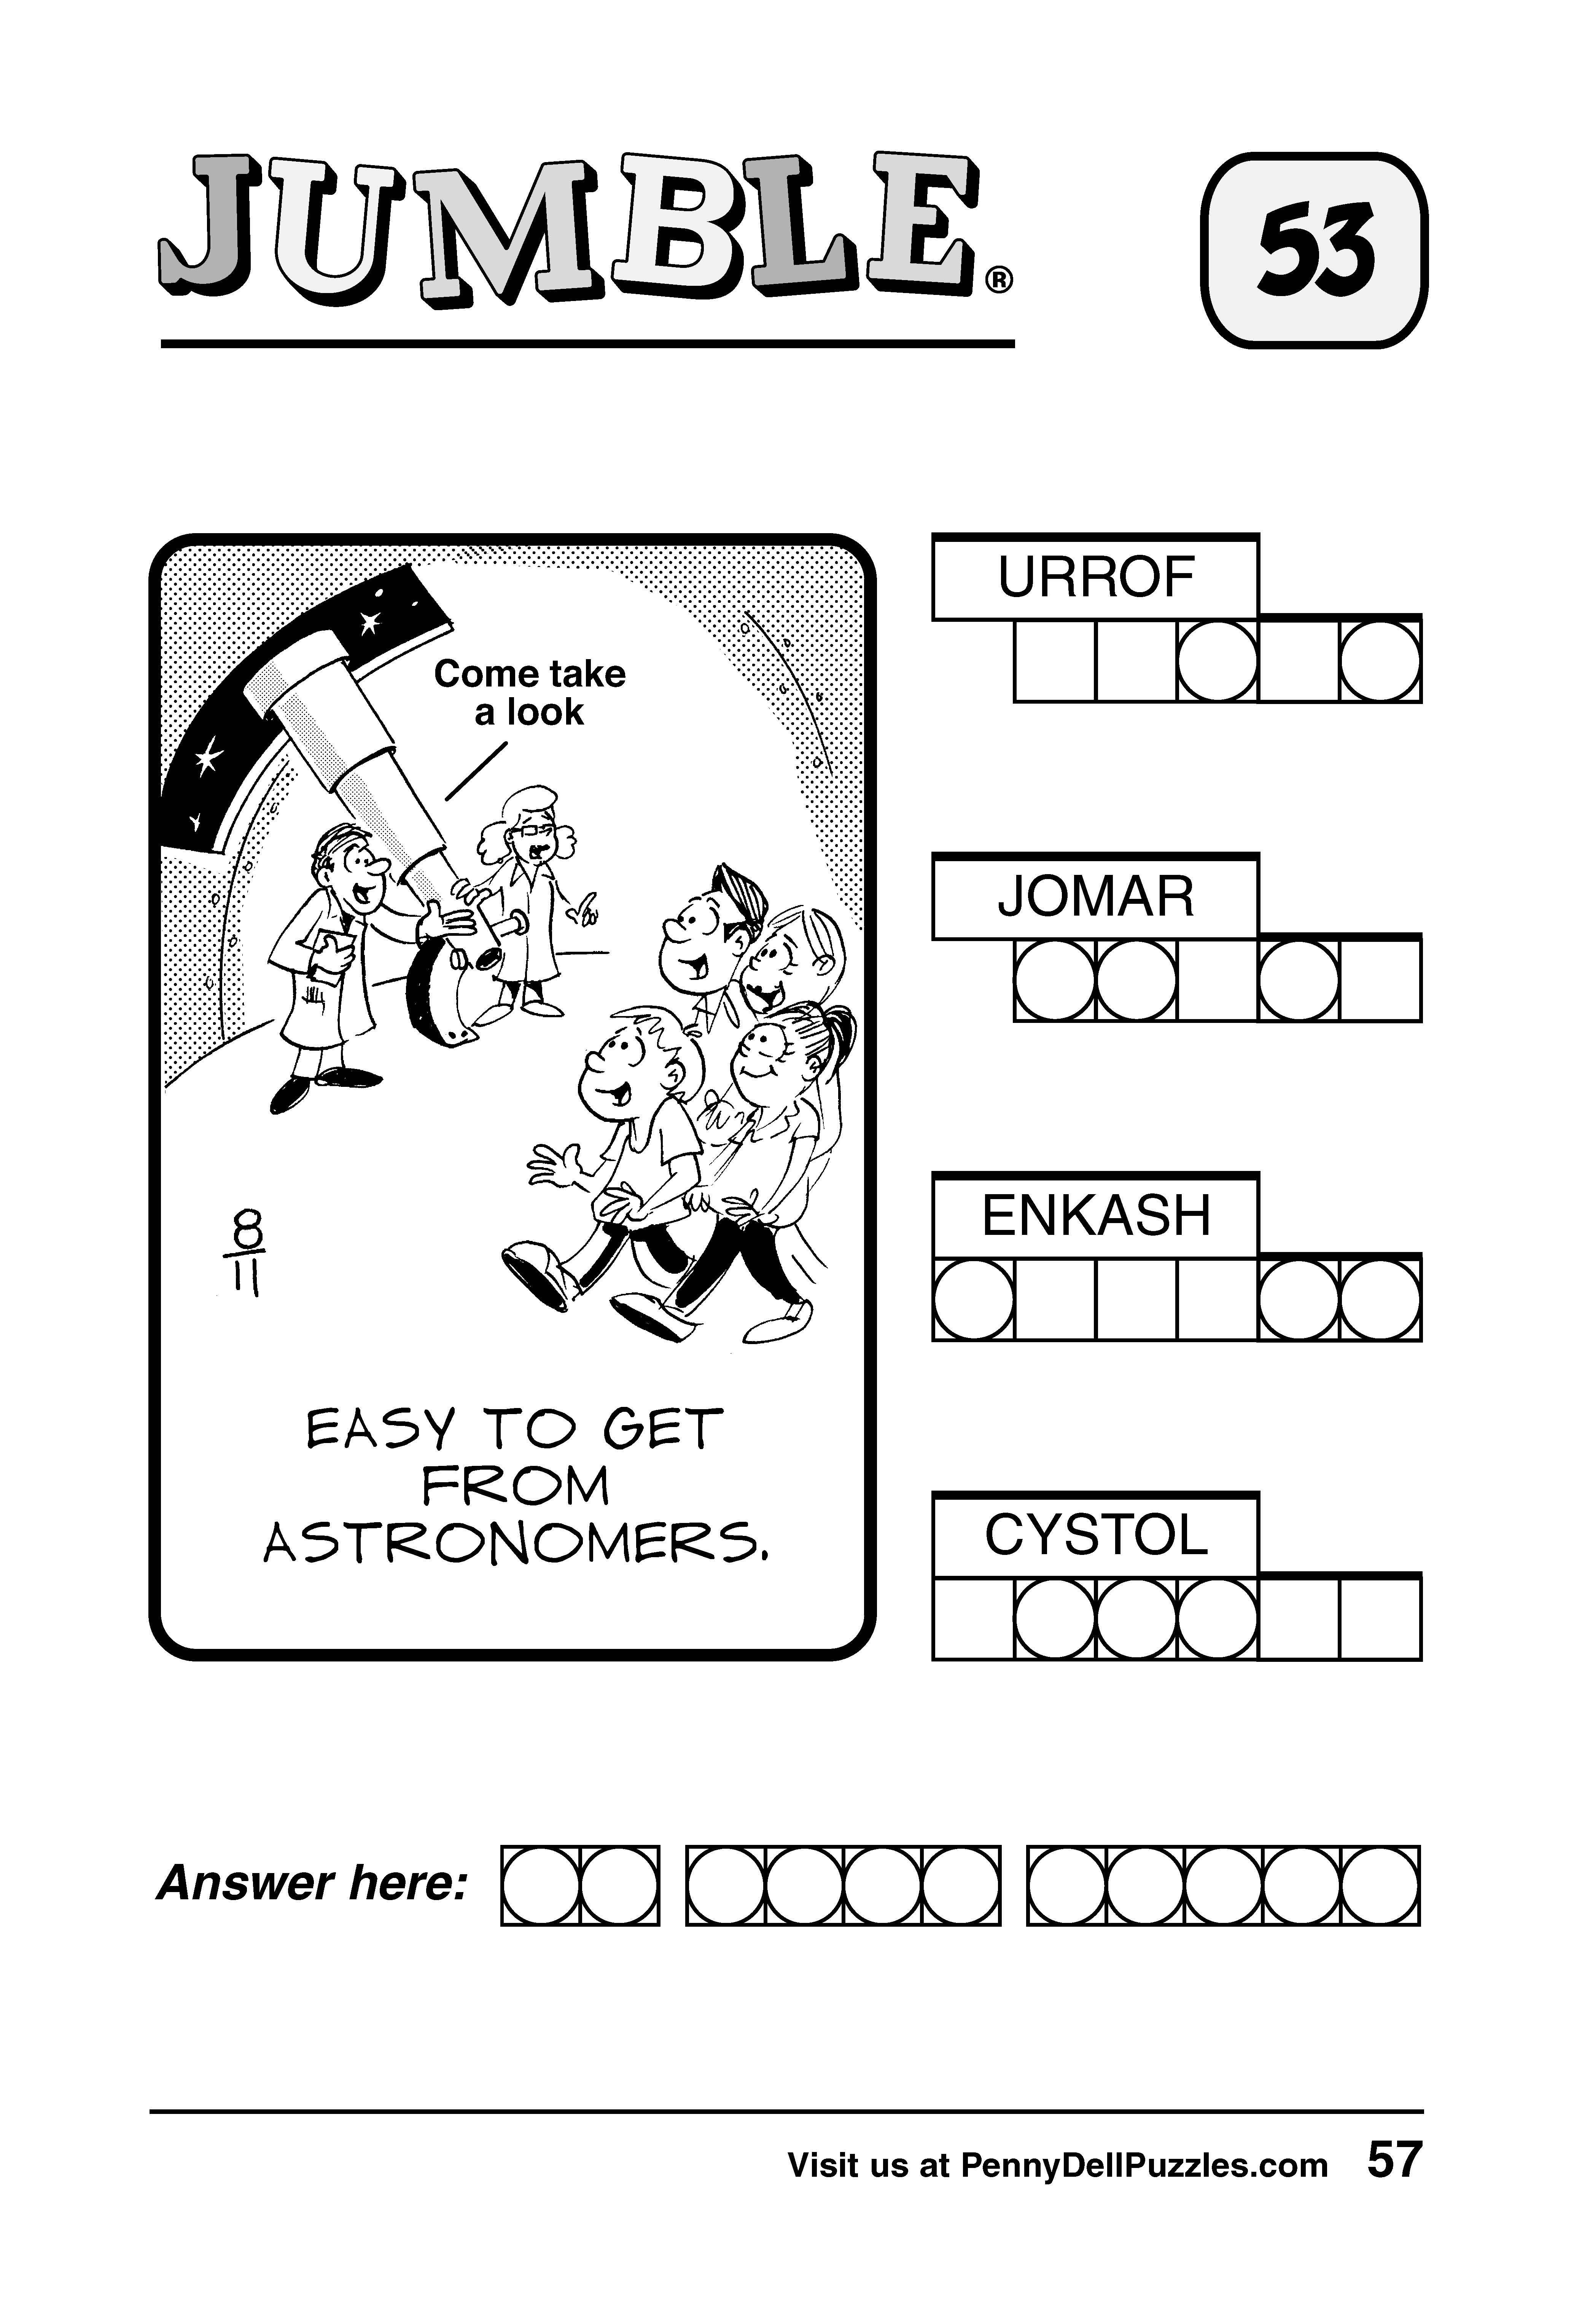 JUMBLE®
53
Come take
a look
8
11
EASY TO GET
FROM
ASTRONOMERS.
URROF
JOMAR
ENKASH
CYSTOL
Answer here:
Visit us at PennyDellPuzzles.com 57